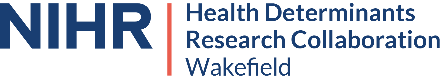 NIHR
Health Determinants
Research Collaboration
Wakefield